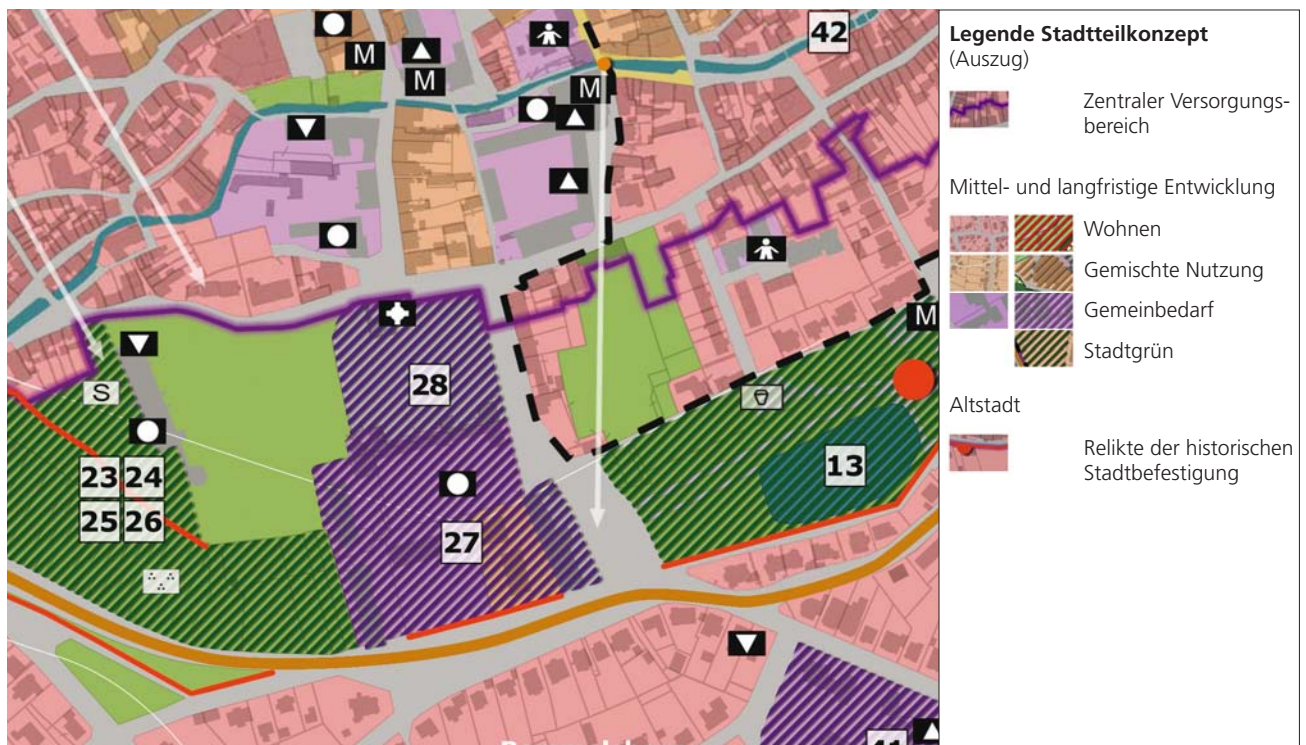 42
M
M
M
28
S
23 24
25 26
27
13
M
41
Legende Stadtteilkonzept
(Auszug)
Zentraler Versorgungs-
bereich
Mittel- und langfristige Entwicklung
Wohnen
Gemischte Nutzung
Gemeinbedarf
Stadtgrün
Altstadt
Relikte der historischen
Stadtbefestigung